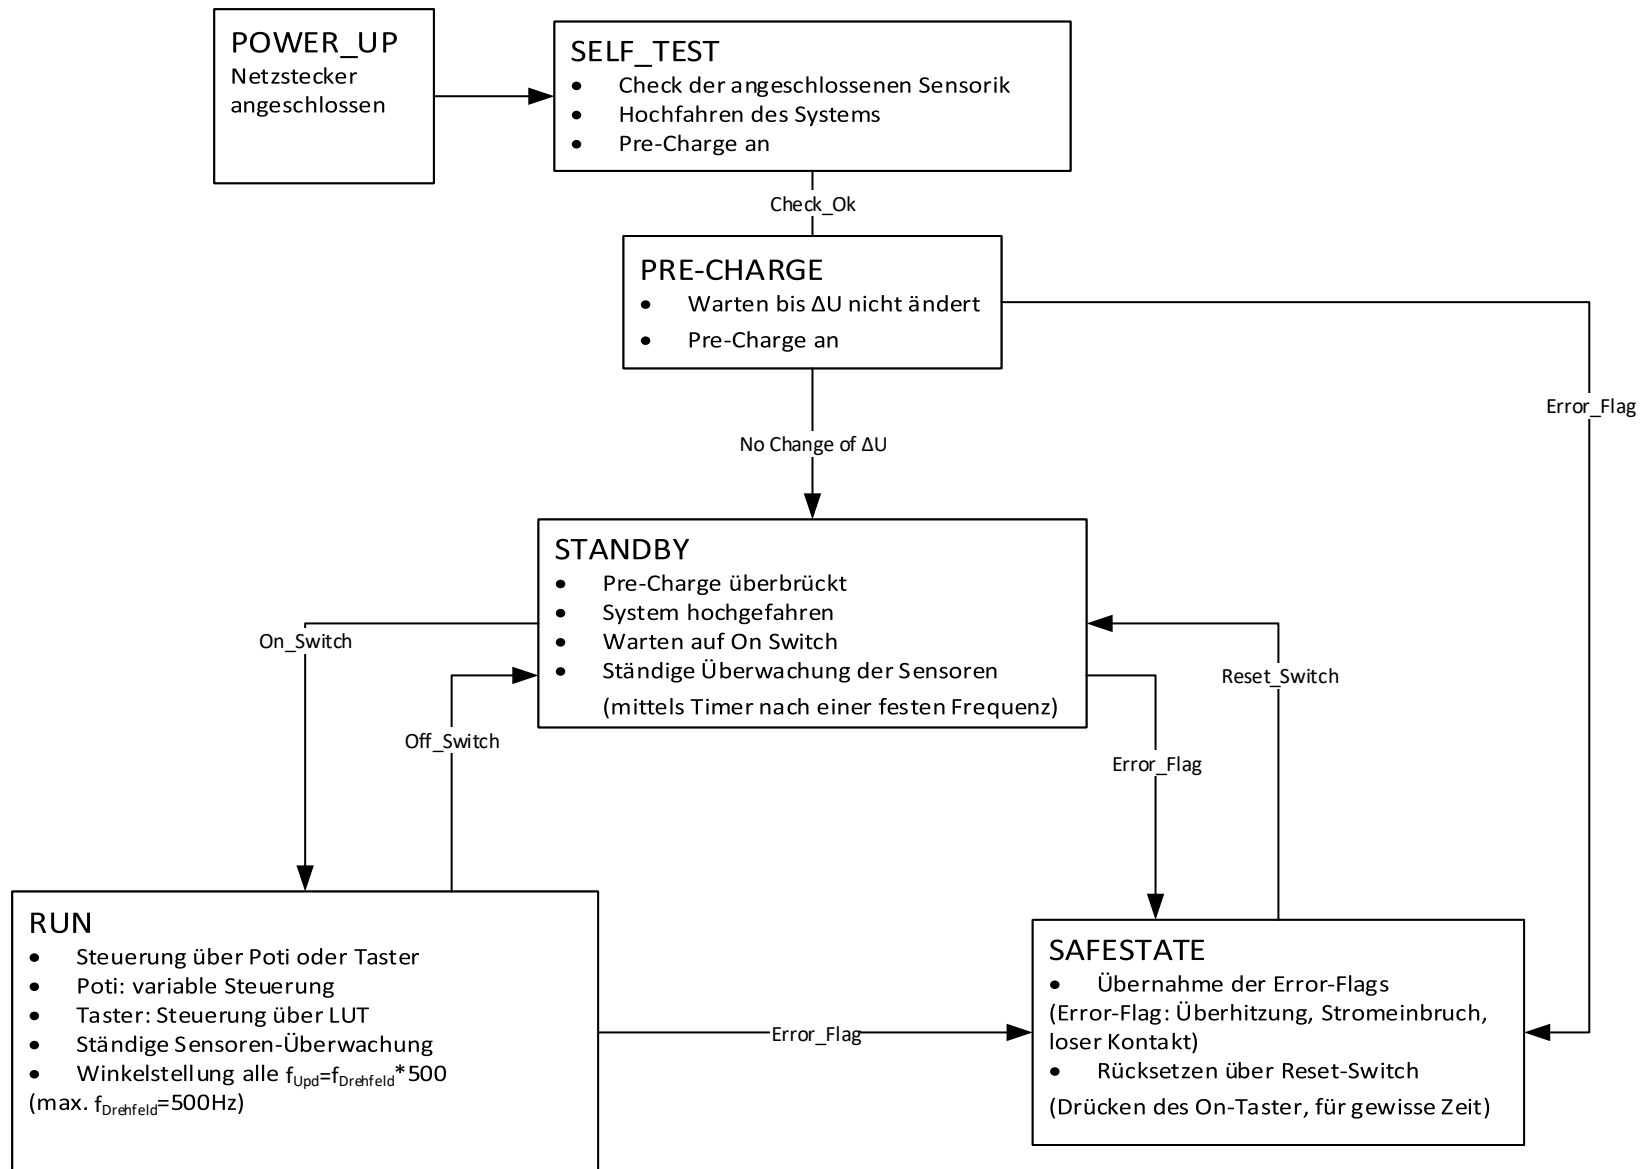 POWER_UP
Netzstecker
angeschlossen
SELF_TEST
• Check der angeschlossenen Sensorik
• Hochfahren des Systems
• Pre-Charge an
Check_Ok
PRE-CHARGE
• Warten bis ΔU nicht ändert
• Pre-Charge an
Error_Flag
No Change of ΔU
STANDBY
• Pre-Charge überbrückt
• System hochgefahren
• Warten auf On Switch
• Ständige Überwachung der Sensoren
(mittels Timer nach einer festen Frequenz)
On_Switch
Off_Switch
Reset_Switch
Error_Flag
RUN
• Steuerung über Poti oder Taster
• Poti: variable Steuerung
• Taster: Steuerung über LUT
• Ständige Sensoren-Überwachung
• Winkelstellung alle fUpd=fDrehfeld*500
(max. fDrehfeld=500Hz)
Error_Flag
SAFESTATE
• Übernahme der Error-Flags
(Error-Flag: Überhitzung, Stromeinbruch,
loser Kontakt)
• Rücksetzen über Reset-Switch
(Drücken des On-Taster, für gewisse Zeit)